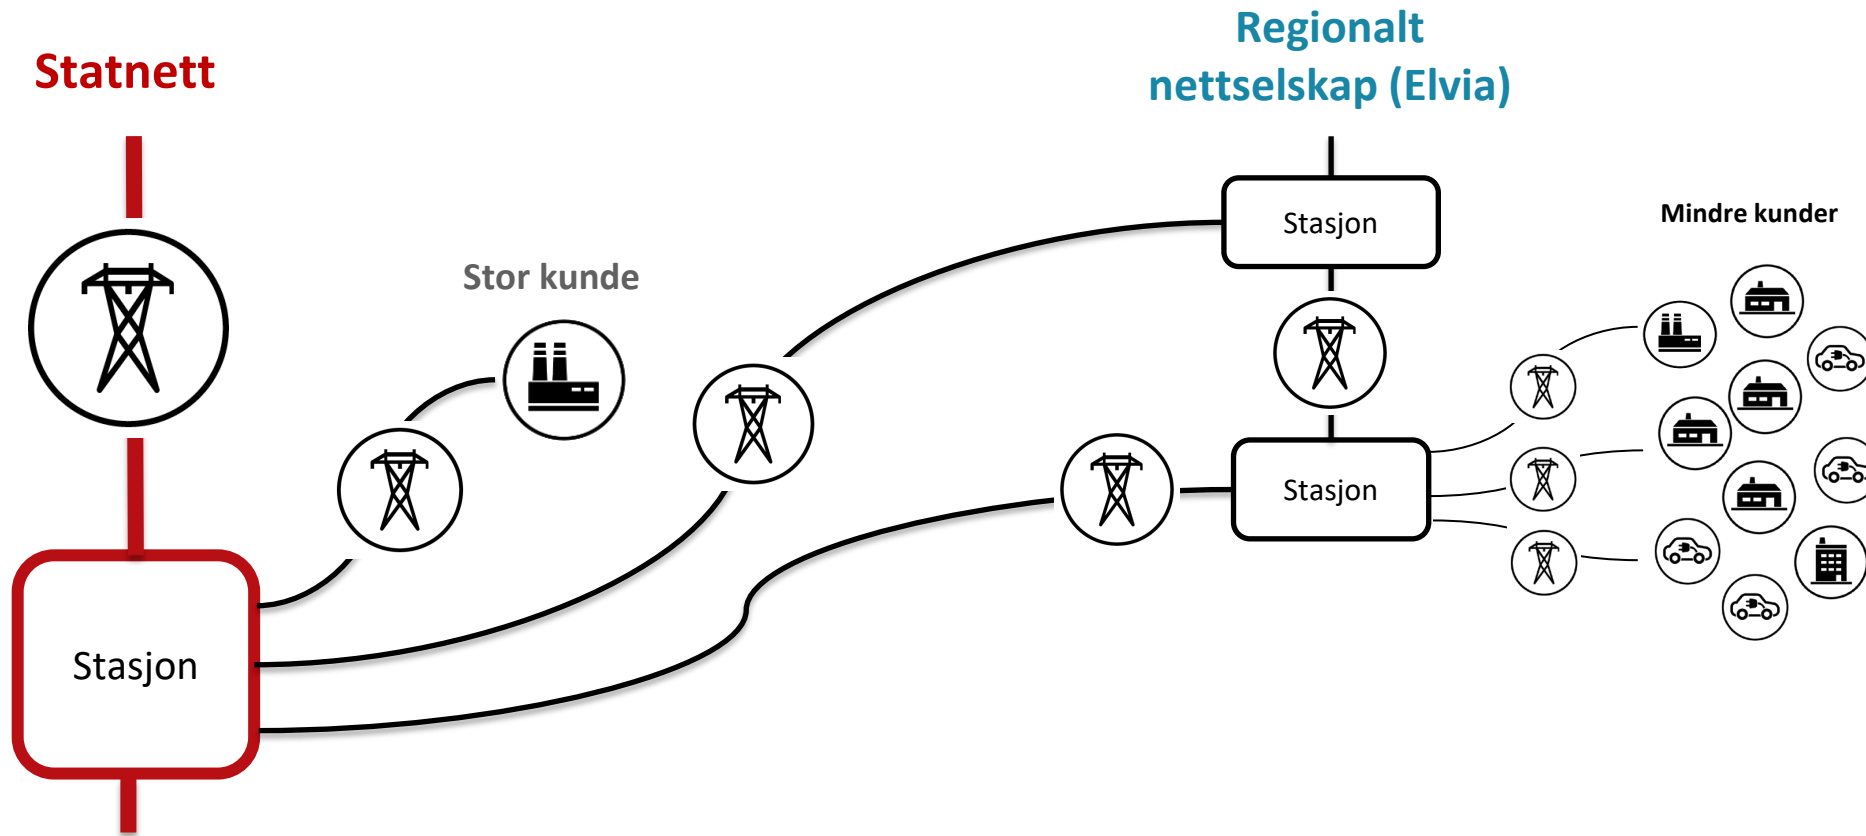 Statnett
Regionalt
nettselskap (Elvia)
Stasjon
Mindre kunder
Stor kunde
Stasjon
Stasjon